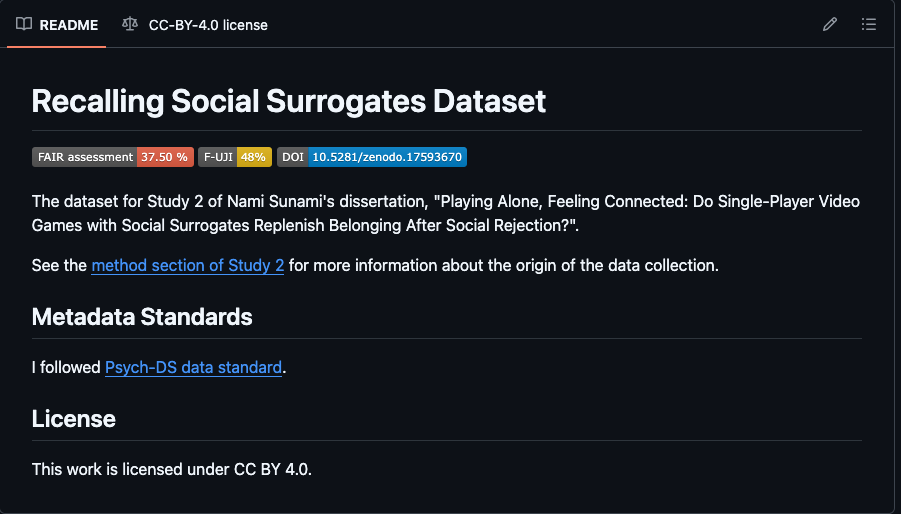 README
CC-BY-4.0 license
Recalling Social Surrogates Dataset
FAIR assessment 37.50 %
F-UJI 48%
DOI 10.5281/zenodo.17593670
The dataset for Study 2 of Nami Sunami's dissertation, "Playing Alone, Feeling Connected: Do Single-Player Video
Games with Social Surrogates Replenish Belonging After Social Rejection?".
See the method section of Study 2 for more information about the origin of the data collection.
Metadata Standards
I followed Psych-DS data standard.
License
This work is licensed under CC BY 4.0.